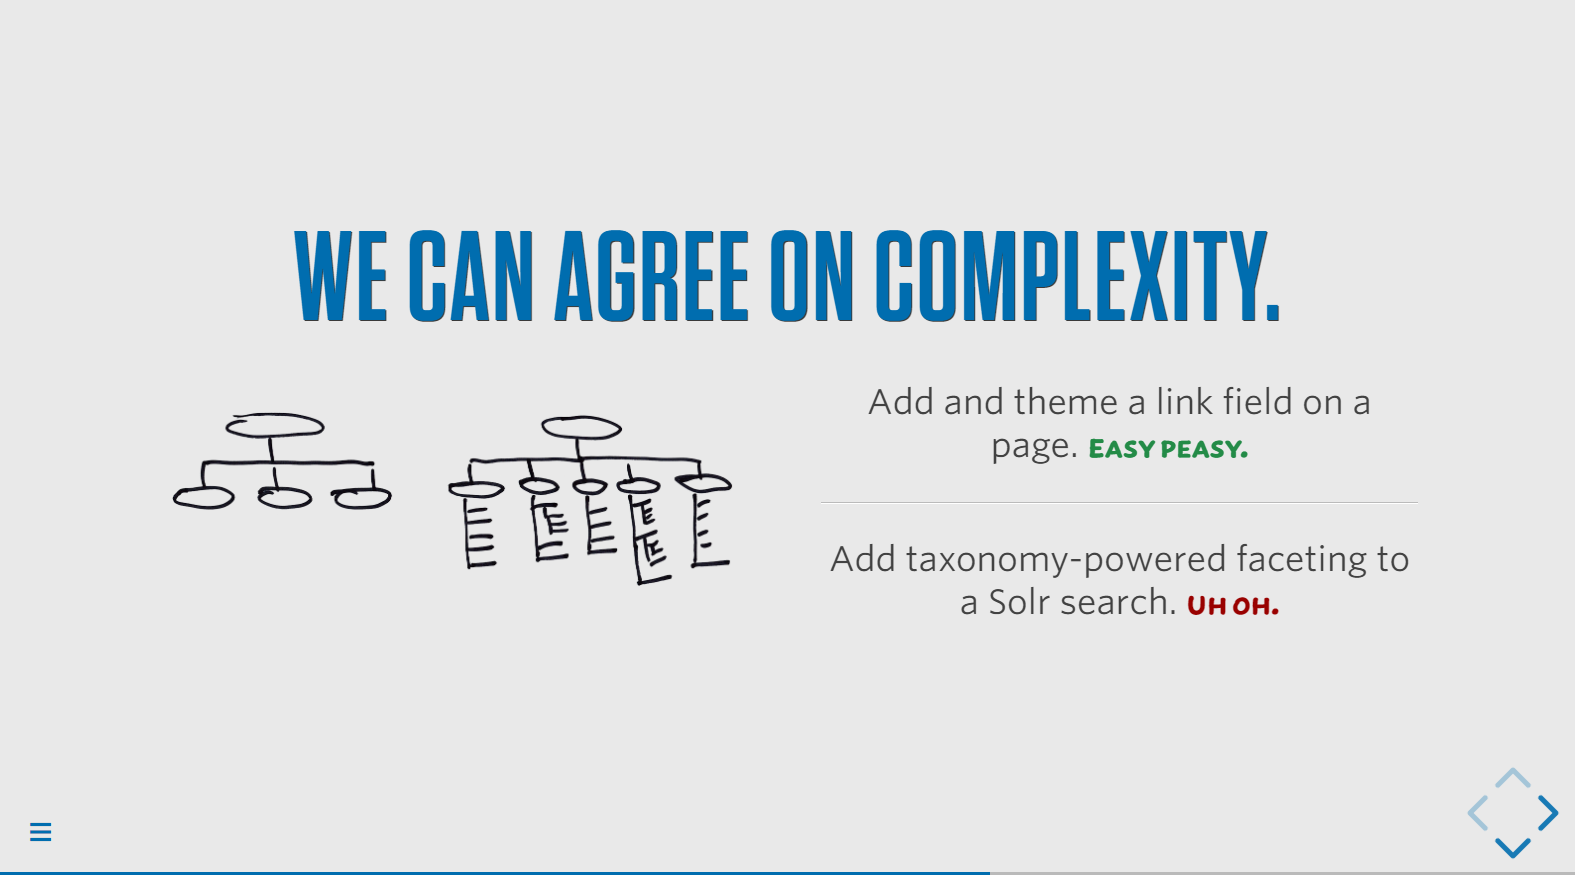 WE CAN AGREE ON COMPLEXITY.
Add and theme a link field on a
page. EASY PEASY.
Add taxonomy-powered faceting to
a Solr search. UH OH.